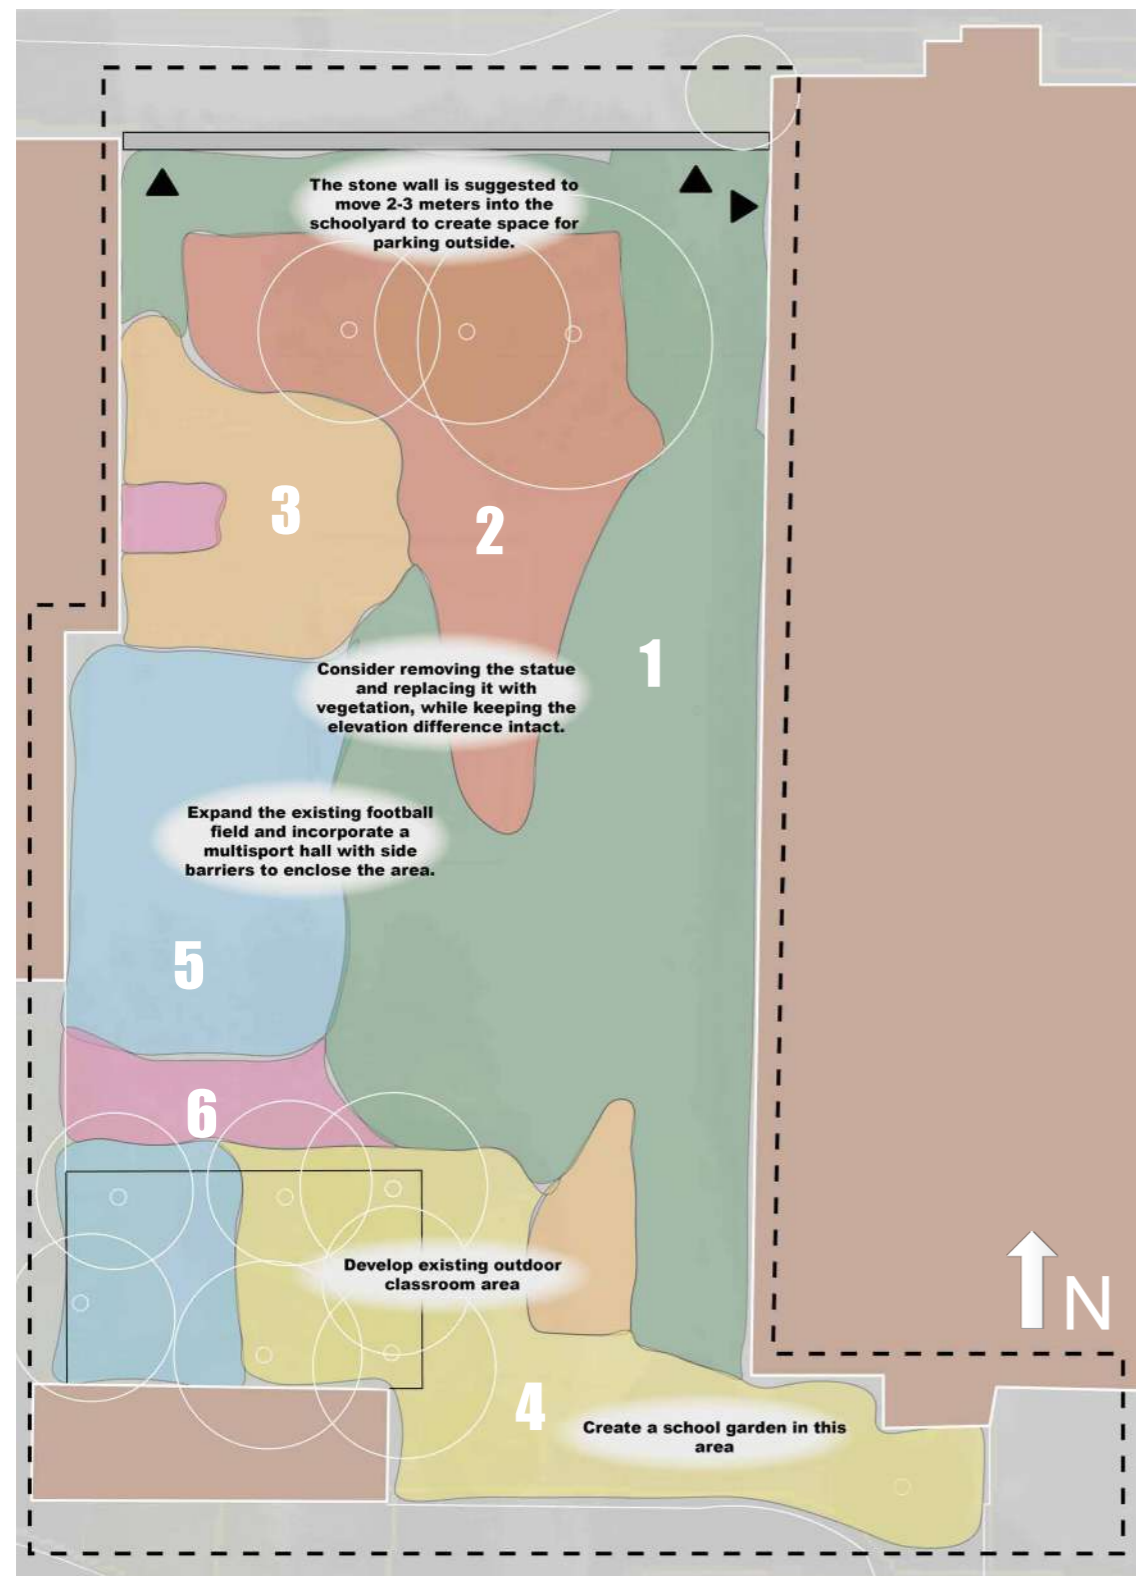 The stone wall is suggested to
move 2-3 meters into the
schoolyard to create space for
parking outside.
3
2
1
Consider removing the statue
and replacing it with
vegetation, while keeping the
elevation difference intact.
Expand the existing football
field and incorporate a
multisport hall with side
barriers to enclose the area.
5
6
Develop existing outdoor
classroom area
N
4
Create a school garden in this
area